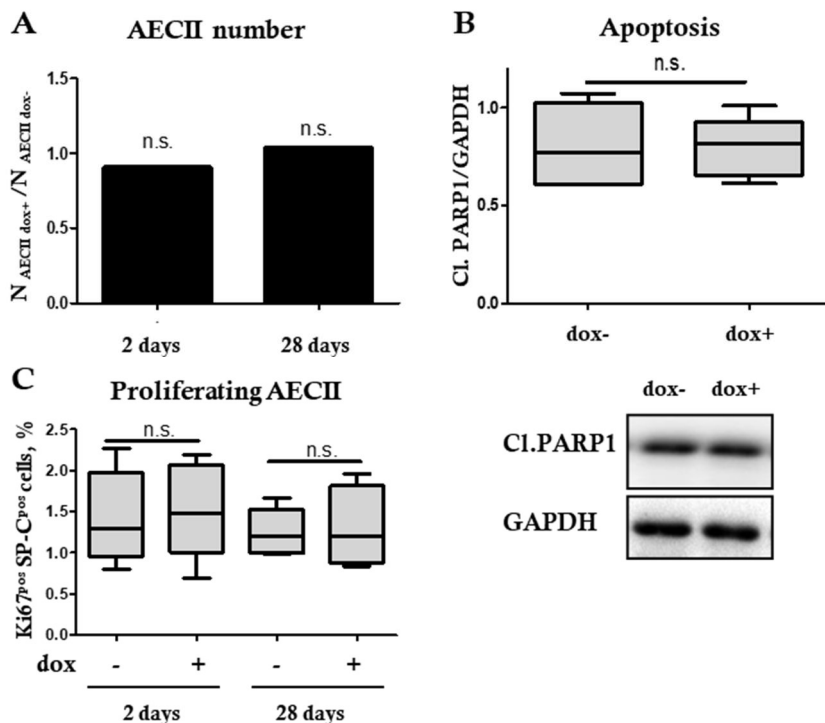 A
AECII number
N AECII dox+ /N AECII dox-
1.5
1.0
0.5
0.0
n.s.
n.s.
2 days
28 days
B
Apoptosis
Cl. PARP1/GAPDH
1.0
0.5
0.0
n.s.
dox-
dox+
dox- dox+
Cl.PARP1
GAPDH
C
Proliferating AECII
Ki67pos SP-Cpos cells, %
2.5
2.0
1.5
1.0
0.5
0.0
n.s.
n.s.
dox - + - +
2 days 28 days